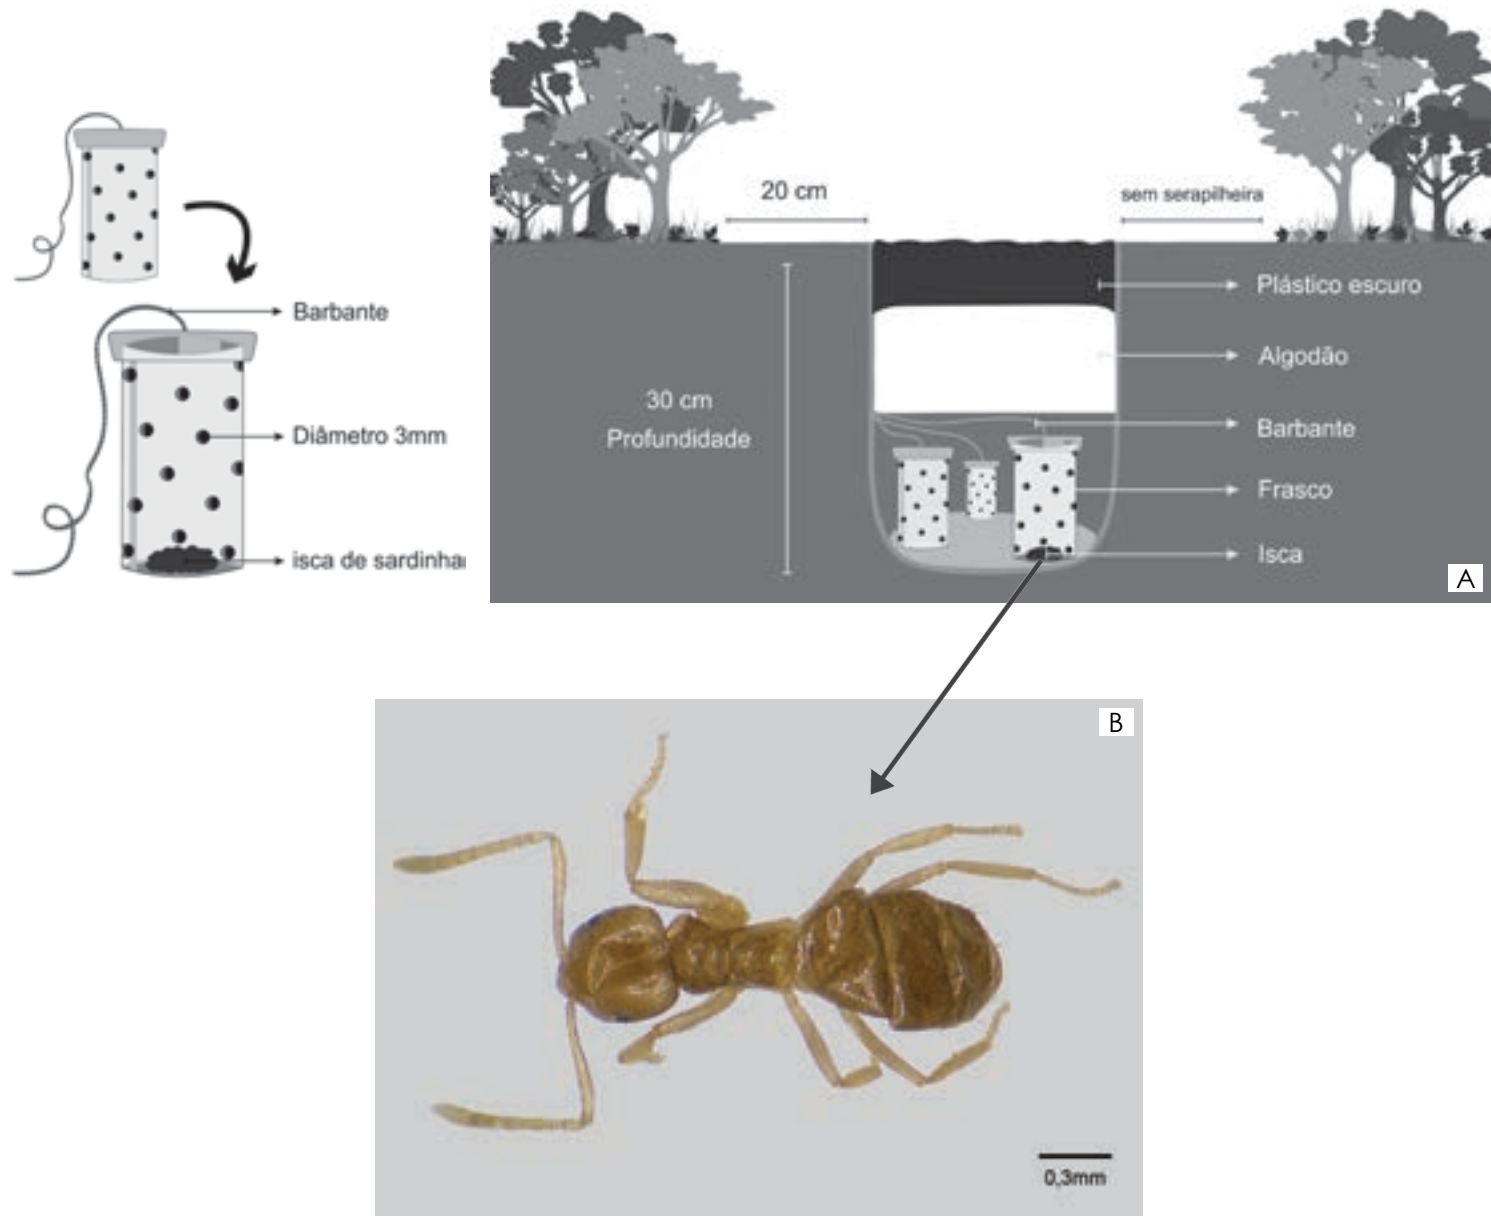 Barbante
Diâmetro 3mm
isca de sardinha
20 cm
sem serapilheira
30 cm
Profundidade
Plástico escuro
Algodão
Barbante
Frasco
Isca
A
B
0,3mm